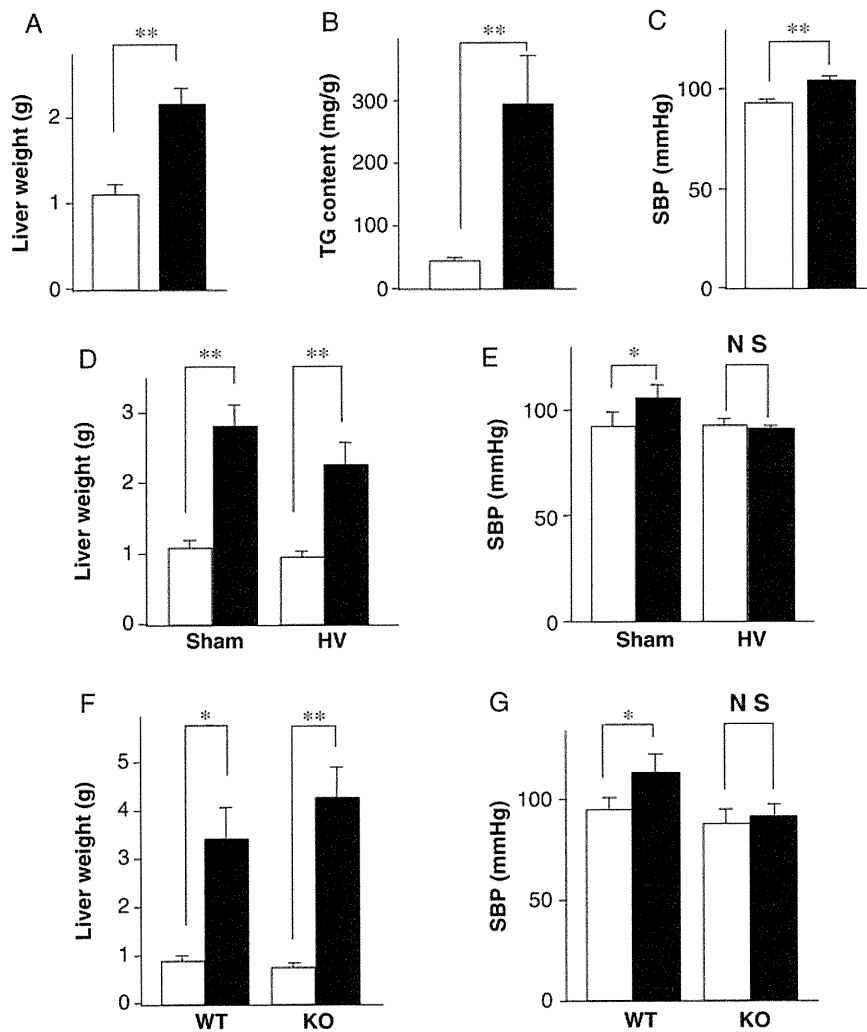 A
Liver weight (g)
2
1
0
**
B
TG content (mg/g)
300
200
100
0
**
C
SBP (mmHg)
100
50
0
**
D
Liver weight (g)
3
2
1
0
**
**
Sham
HV
E
SBP (mmHg)
100
50
0
*
N S
Sham
HV
F
Liver weight (g)
5
4
3
2
1
0
*
**
WT
KO
G
SBP (mmHg)
100
50
0
*
N S
WT
KO